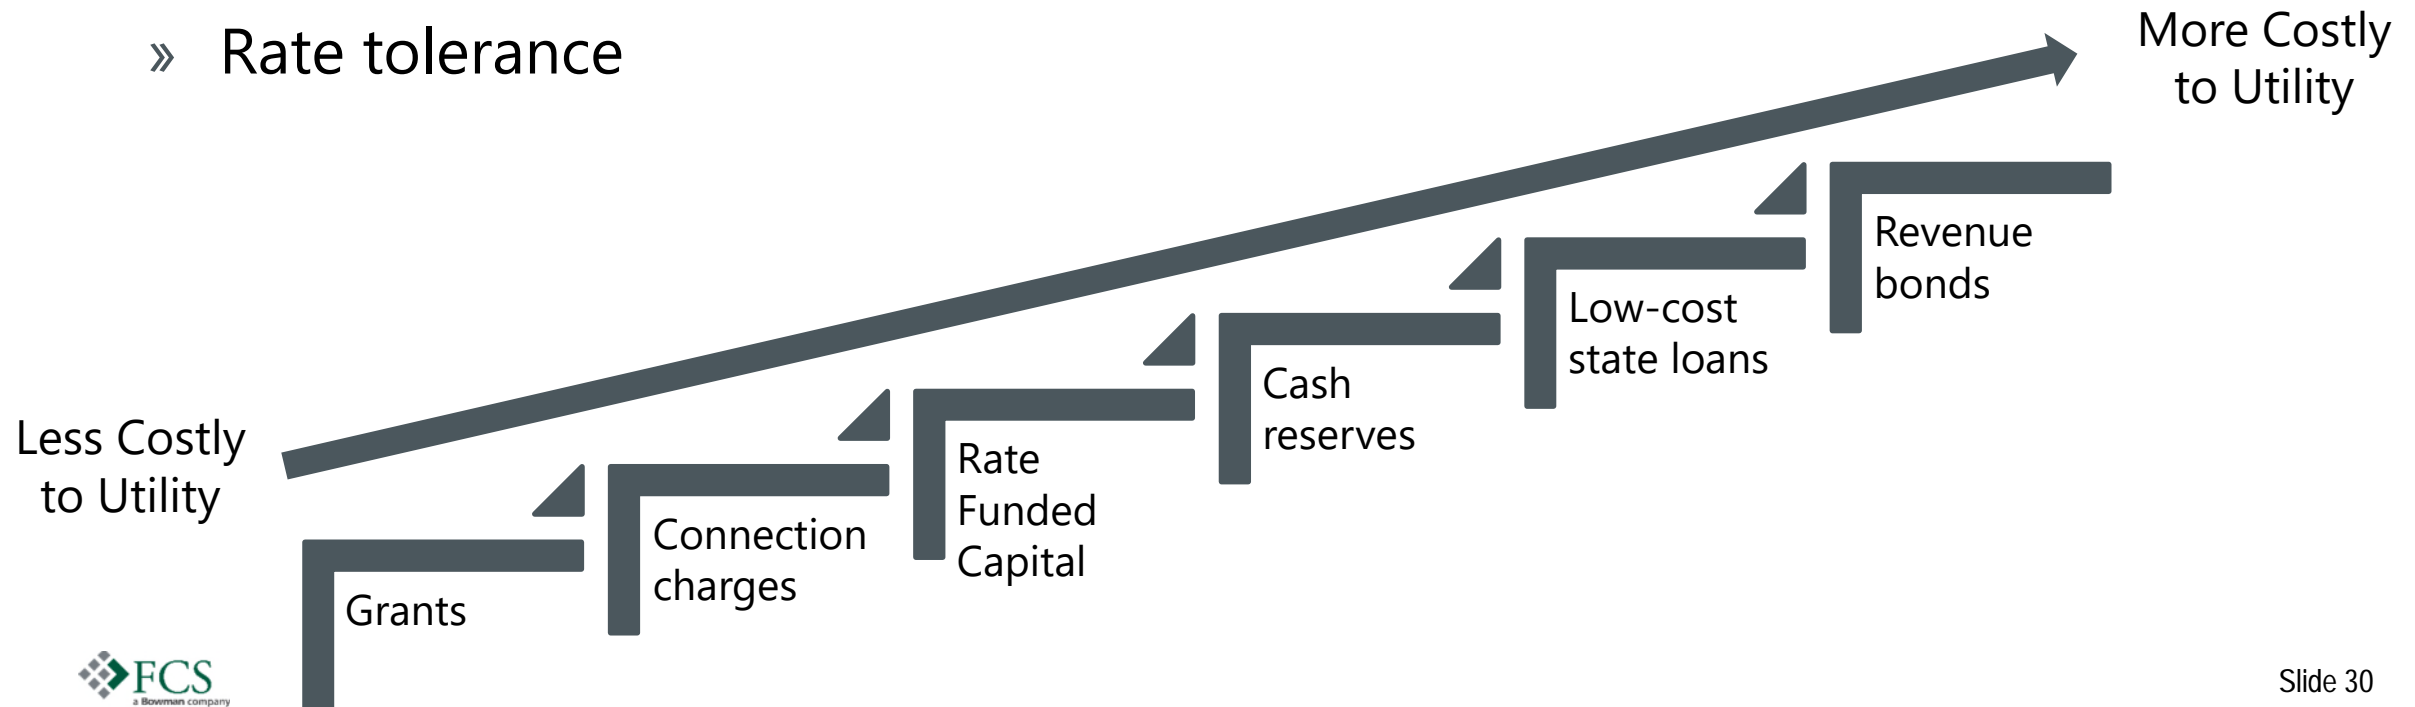 » Rate tolerance
More Costly
to Utility
Less Costly
to Utility
Grants
Connection
charges
Rate
Funded
Capital
Cash
reserves
Low-cost
state loans
Revenue
bonds
FCS
a Bowman company
Slide 30